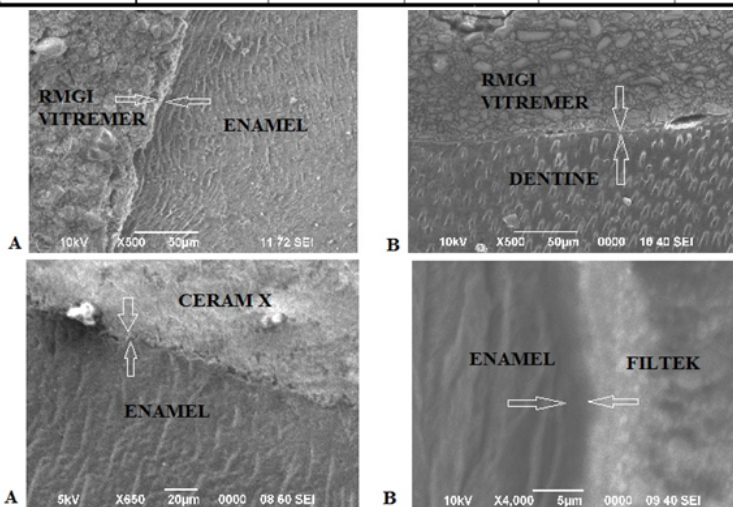 RMGI
VITREMER
ENAMEL
A
10kV X500 50µm 11 72 SEI
RMGI
VITREMER
DENTINE
B
10kV X500 50µm 0000 16 40 SEI
CERAM X
ENAMEL
A
5kV X650 20µm 0000 08 60 SEI
ENAMEL FILTEK
B
10kV X4,000 5µm 0000 09 40 SEI